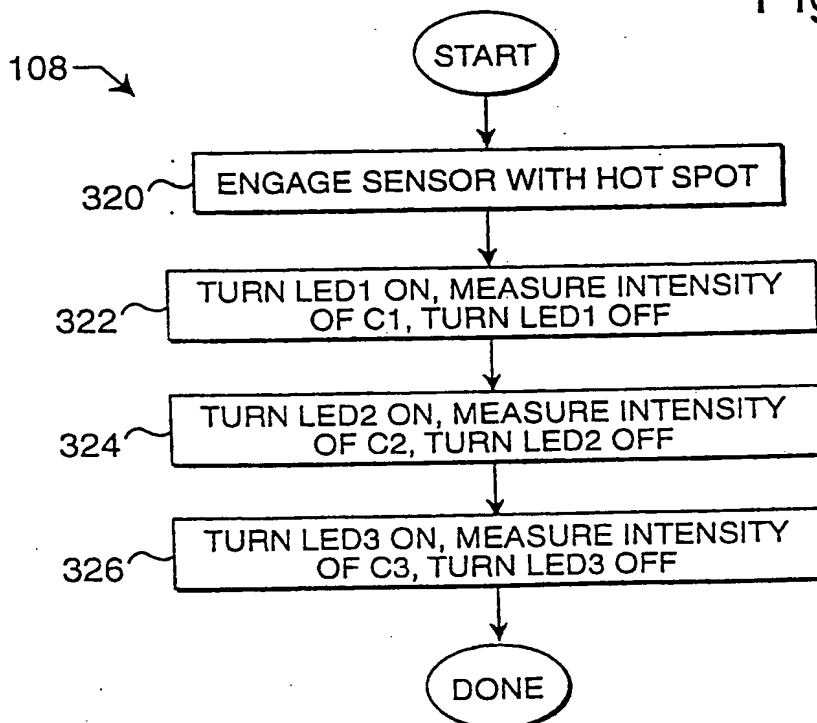 START
108
320
ENGAGE SENSOR WITH HOT SPOT
322
TURN LED1 ON, MEASURE INTENSITY
OF C1, TURN LED1 OFF
324
TURN LED2 ON, MEASURE INTENSITY
OF C2, TURN LED2 OFF
326
TURN LED3 ON, MEASURE INTENSITY
OF C3, TURN LED3 OFF
DONE